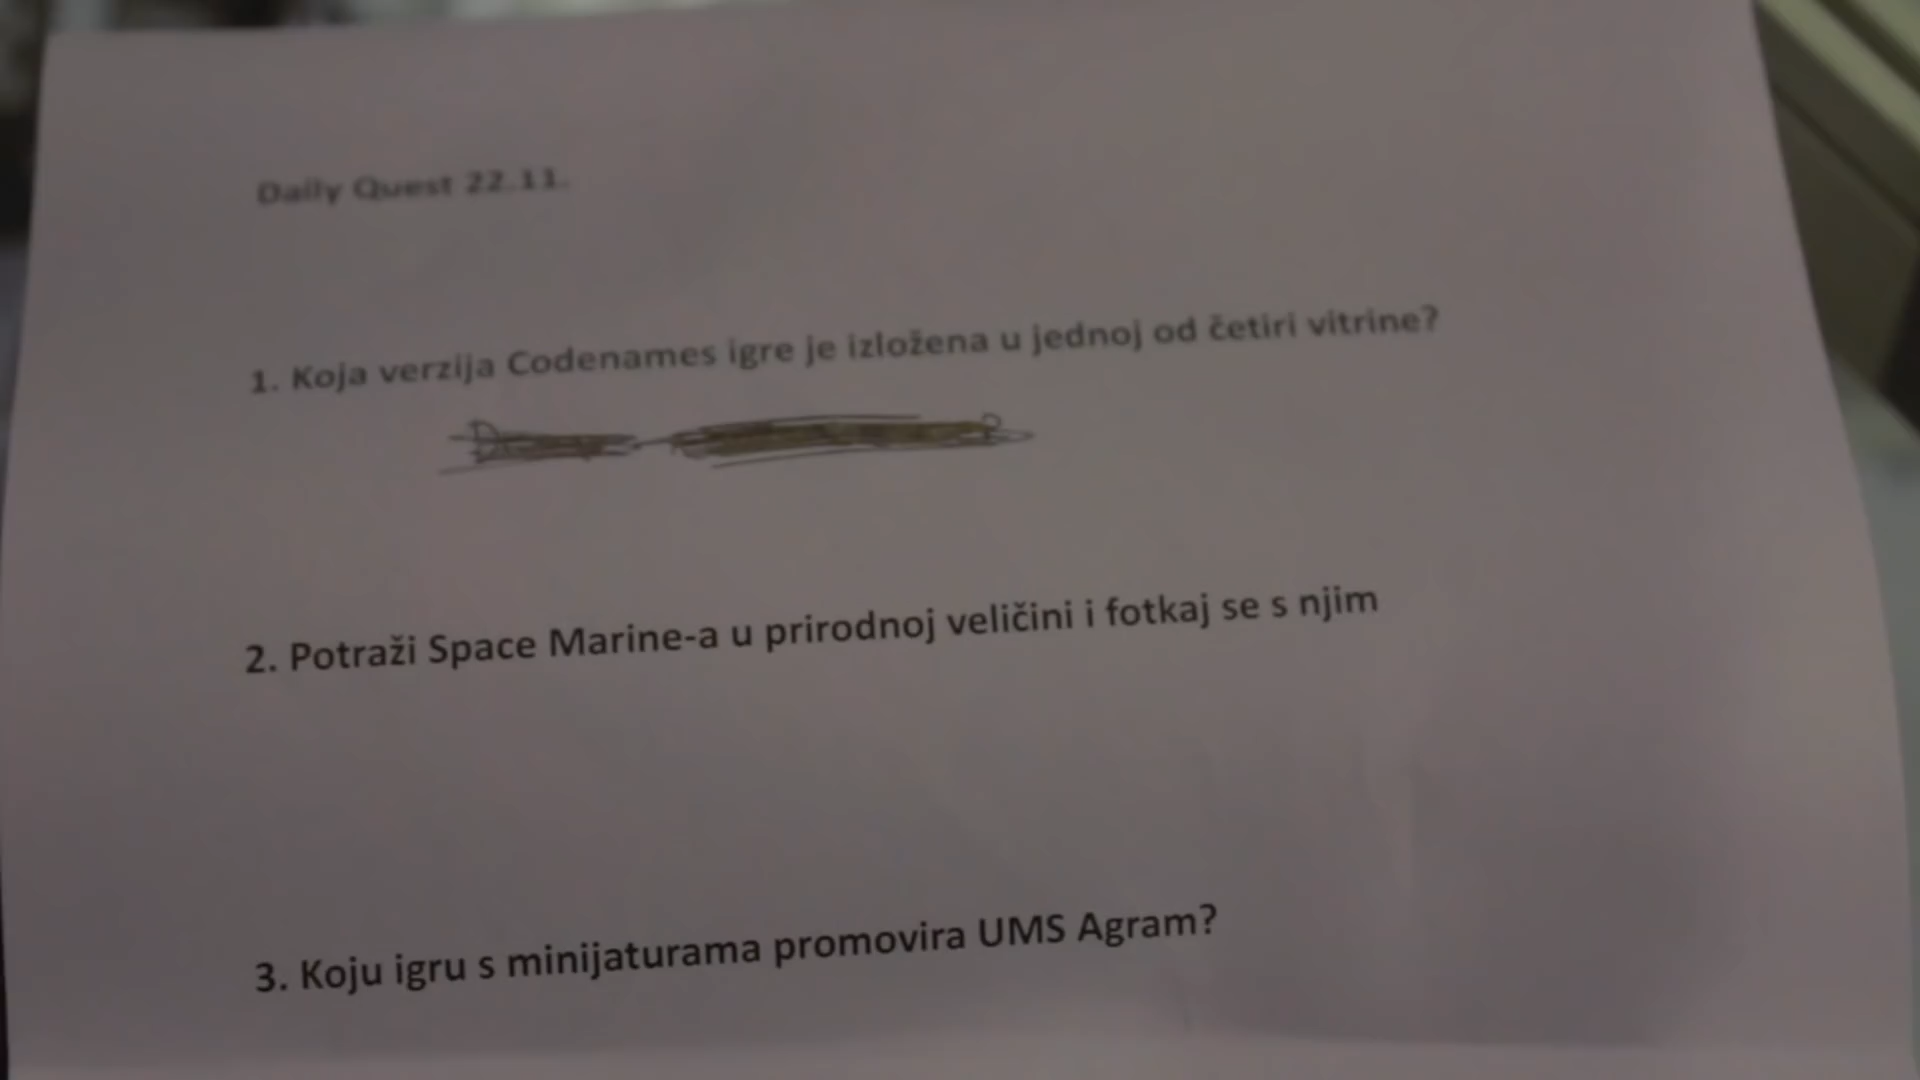 Daily Quest 22.11.
1. Koja verzija Codenames igre je izložena u jednoj od četiri vitrine?
2. Potraži Space Marine-a u prirodnoj veličini i fotkaj se s njim
3. Koju igru s minijaturama promovira UMS Agram?